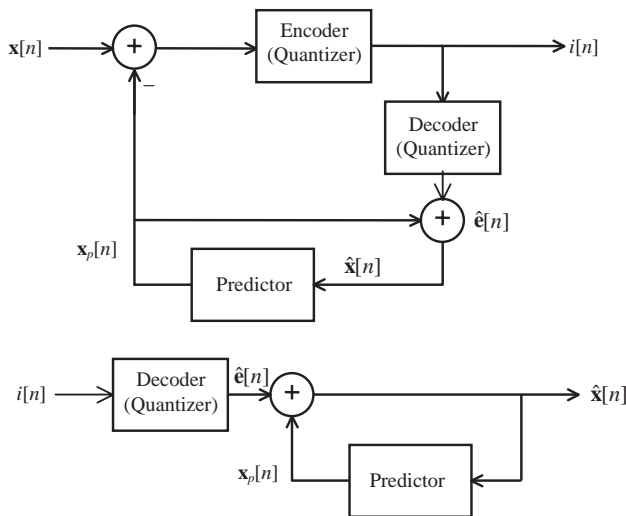 x[n]
+
–
Encoder
(Quantizer)
i[n]
Decoder
(Quantizer)
+
ê[n]
x_p[n]
Predictor
x̂[n]
i[n]
Decoder
(Quantizer)
ê[n]
+
x̂[n]
x_p[n]
Predictor